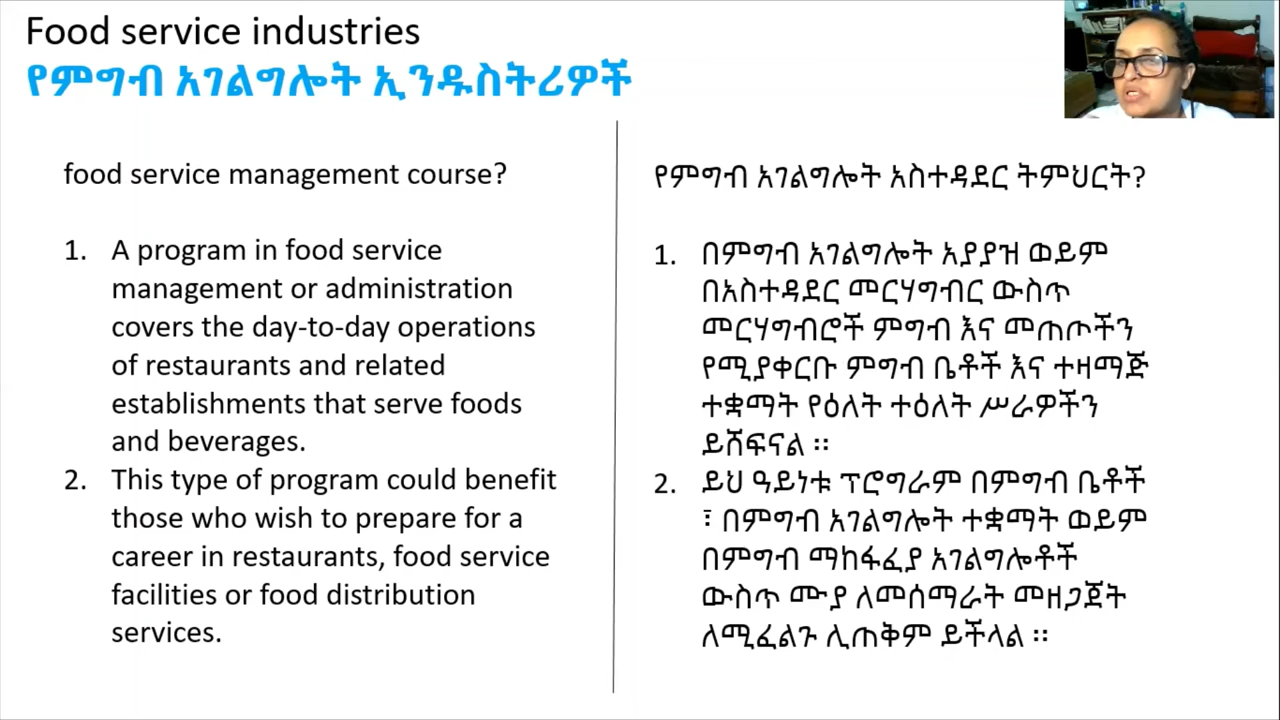 Food service industries
የምግብ አገልግሎት ኢንዱስትሪዎች
food service management course?
1. A program in food service
management or administration
covers the day-to-day operations
of restaurants and related
establishments that serve foods
and beverages.
2. This type of program could benefit
those who wish to prepare for a
career in restaurants, food service
facilities or food distribution
services.
የምግብ አገልግሎት አስተዳደር ትምህርት?
1. በምግብ አገልግሎት አያያዝ ወይም
በአስተዳደር መርሃግብር ውስጥ
መርሃግብሮች ምግብ እና መጠጦችን
የሚያቀርቡ ምግብ ቤቶች እና ተዛማጅ
ተቋማት የዕለት ተዕለት ሥራዎችን
ይሸፍናል ፡፡
2. ይህ ዓይነቱ ፕሮግራም በምግብ ቤቶች
፣ በምግብ አገልግሎት ተቋማት ወይም
በምግብ ማከፋፈያ አገልግሎቶች
ውስጥ ሙያ ለመሰማራት መዘጋጀት
ለሚፈልጉ ሊጠቅም ይችላል ፡፡